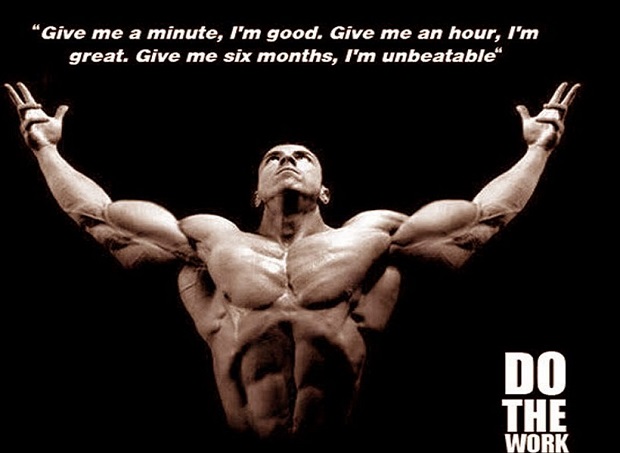 “Give me a minute, I'm good. Give me an hour, I'm
great. Give me six months, I'm unbeatable“
DO
THE
WORK